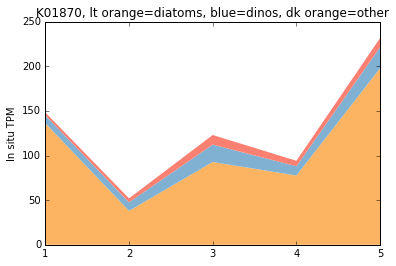 K01870, lt orange=diatoms, blue=dinos, dk orange=other
In situ TPM
250
200
150
100
50
0
1 2 3 4 5